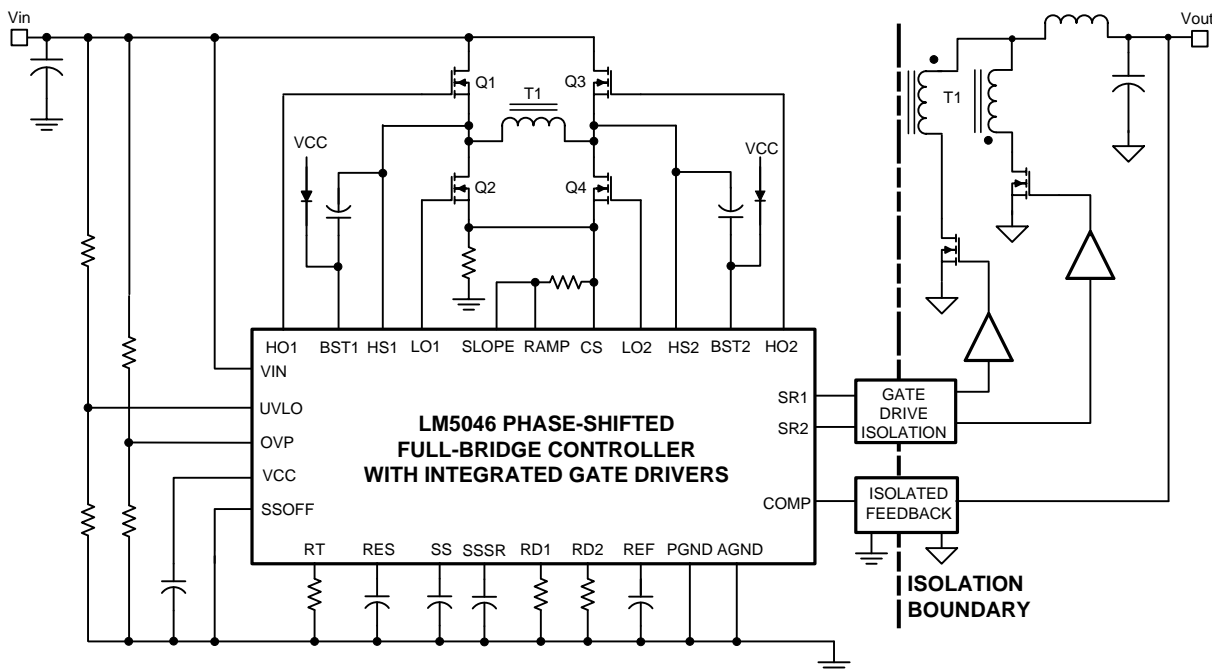 Vin
Vout
Q1
T1
Q3
T1
VCC
Q2
Q4
VCC
HO1
BST1
HS1
LO1
SLOPE
RAMP
CS
LO2
HS2
BST2
HO2
VIN
UVLO
OVP
VCC
SSOFF
LM5046 PHASE-SHIFTED
FULL-BRIDGE CONTROLLER
WITH INTEGRATED GATE DRIVERS
SR1
SR2
COMP
GATE
DRIVE
ISOLATION
ISOLATED
FEEDBACK
RT
RES
SS
SSSR
RD1
RD2
REF
PGND
AGND
ISOLATION
BOUNDARY